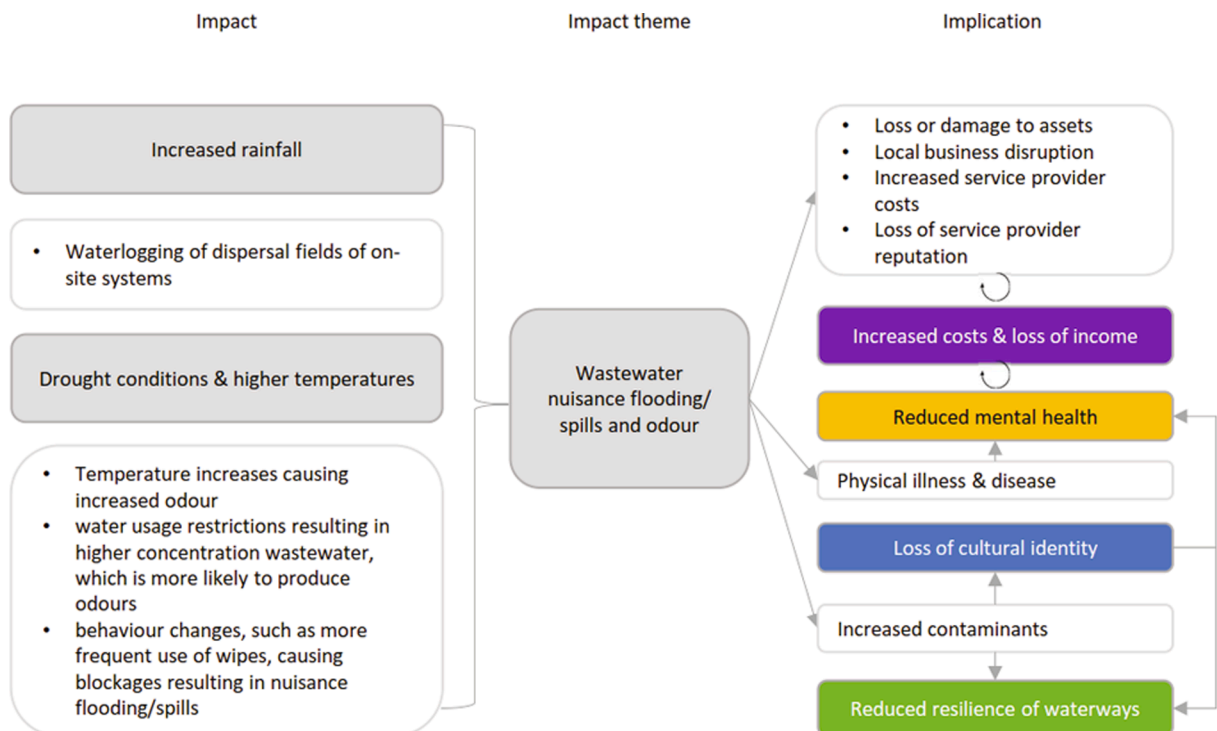 Impact
Impact theme
Implication
Increased rainfall
• Waterlogging of dispersal fields of on-
site systems
Drought conditions & higher temperatures
• Temperature increases causing
increased odour
• water usage restrictions resulting in
higher concentration wastewater,
which is more likely to produce
odours
• behaviour changes, such as more
frequent use of wipes, causing
blockages resulting in nuisance
flooding/spills
Wastewater
nuisance flooding/
spills and odour
• Loss or damage to assets
• Local business disruption
• Increased service provider
costs
• Loss of service provider
reputation
Increased costs & loss of income
Reduced mental health
Physical illness & disease
Loss of cultural identity
Increased contaminants
Reduced resilience of waterways